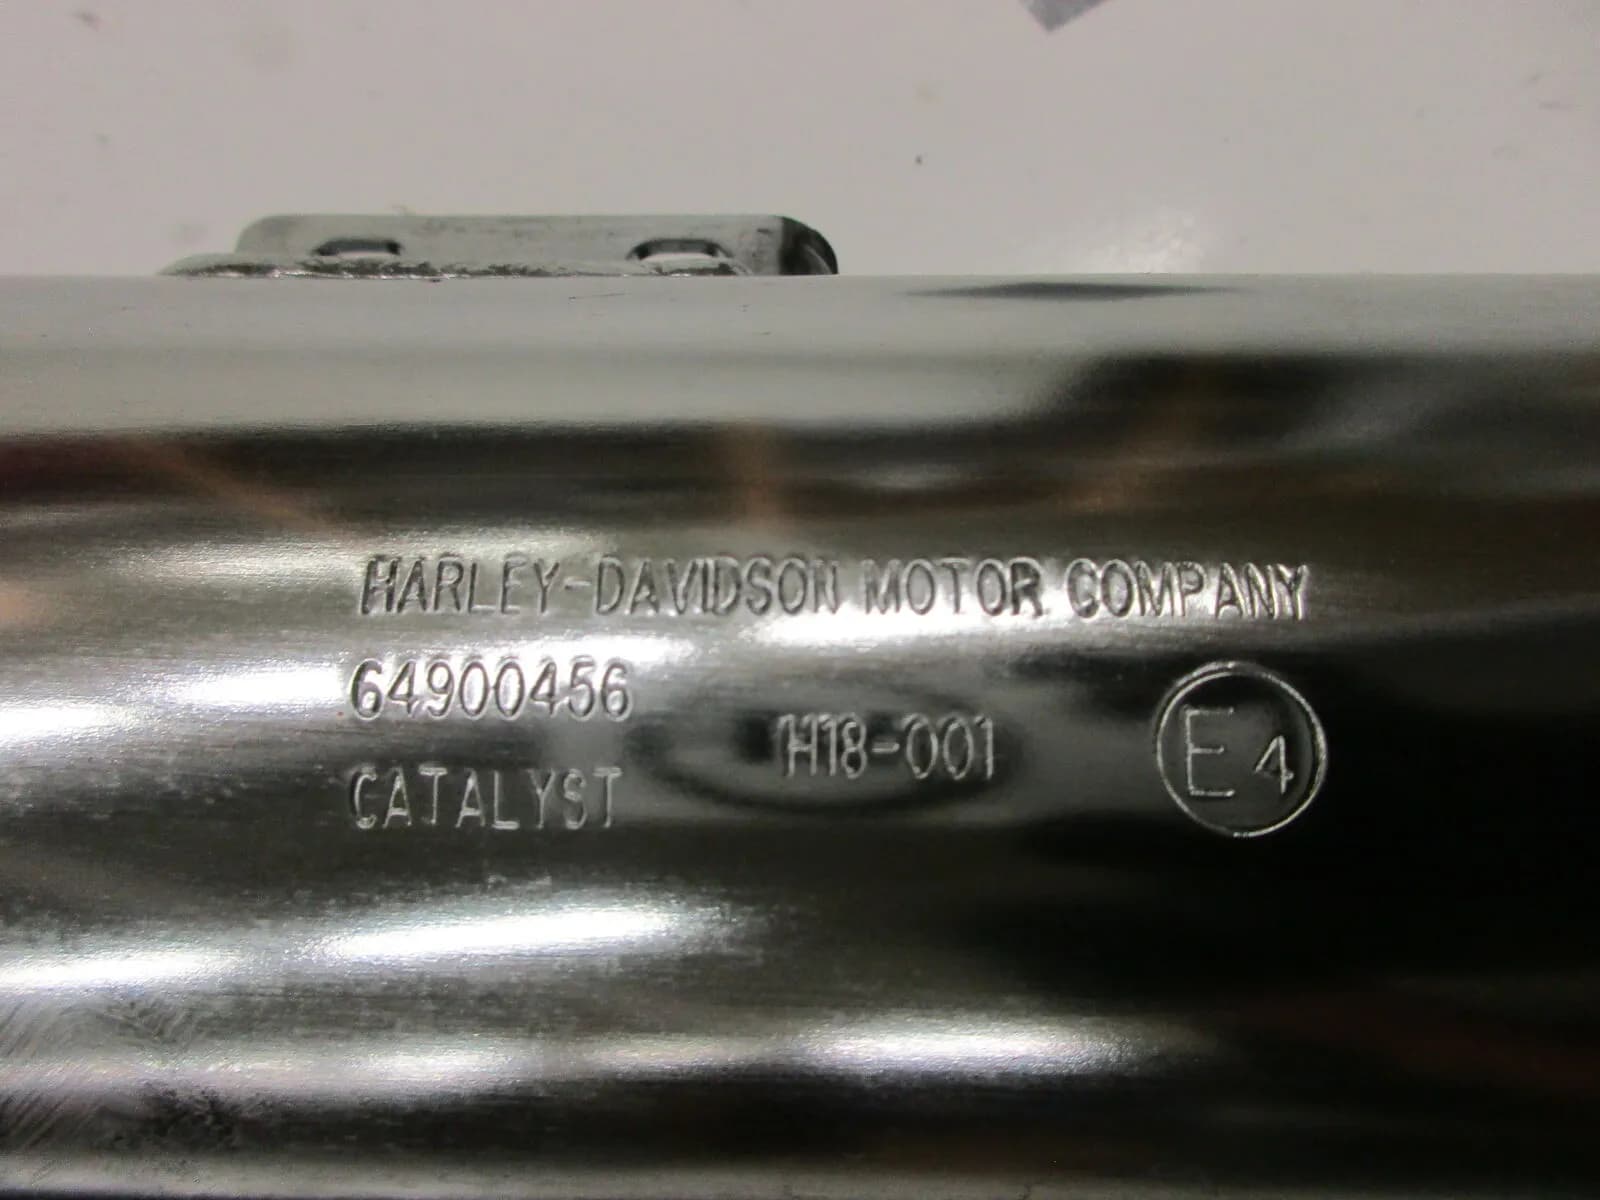 HARLEY-DAVIDSON MOTOR COMPANY
64900456
H18-001
E4
CATALYST